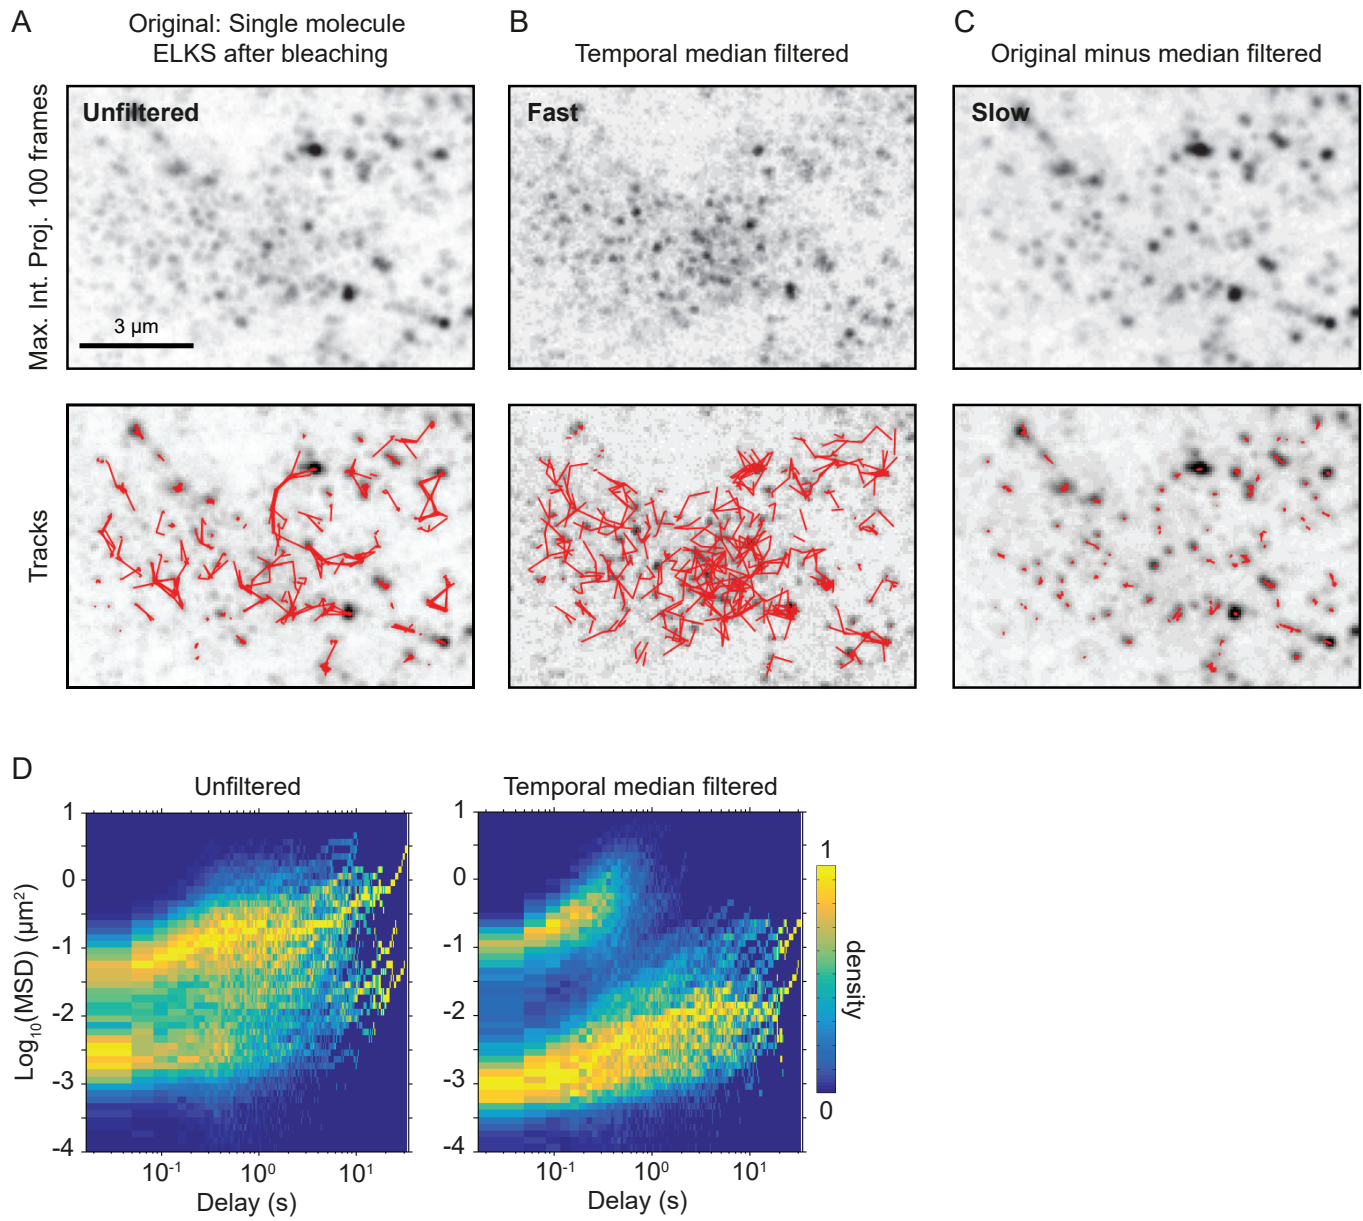 A
Original: Single molecule
ELKS after bleaching
B
Temporal median filtered
C
Original minus median filtered
Max. Int. Proj. 100 frames
Unfiltered
3 µm
Fast
Slow
Tracks
D
Unfiltered
Temporal median filtered
Log10(MSD) (µm²)
1
0
-1
-2
-3
-4
10-1
10⁰
10¹
Delay (s)
1
0
-1
-2
-3
-4
10-1
10⁰
10¹
Delay (s)
1
density
0